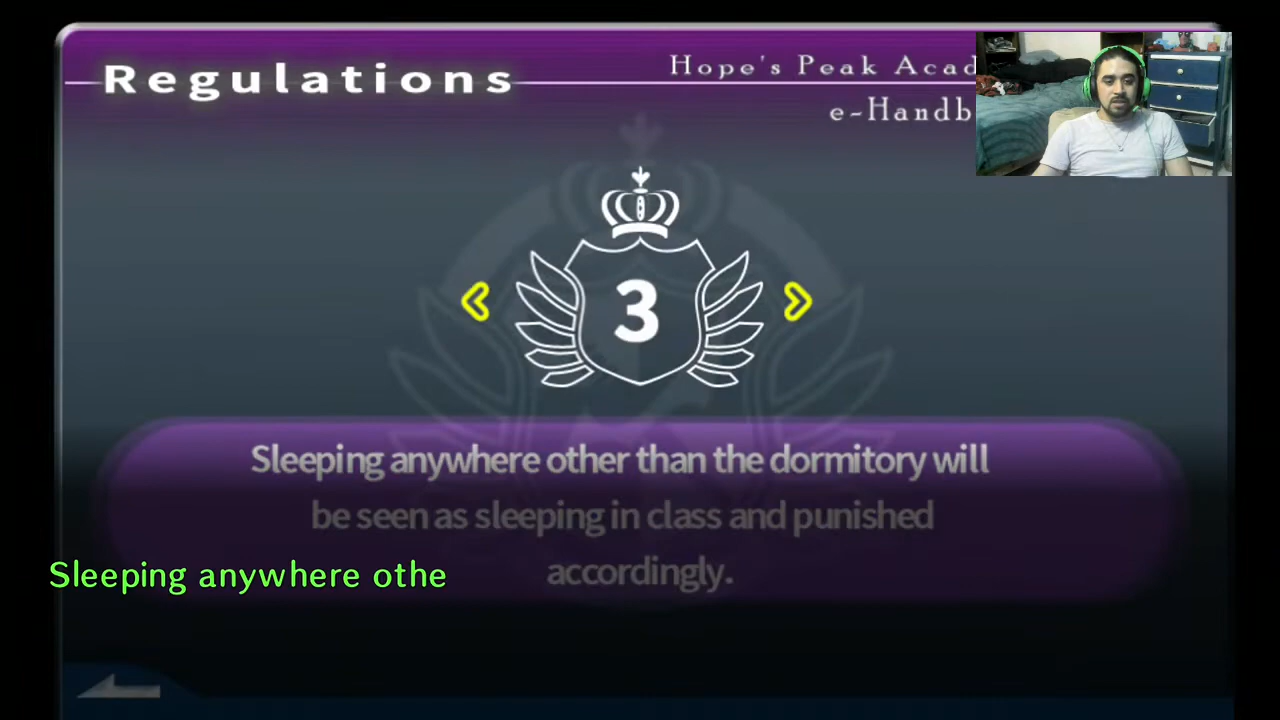 Regulations
Hope's Peak Acad
e-Handb
3
Sleeping anywhere other than the dormitory will
be seen as sleeping in class and punished
accordingly.
Sleeping anywhere othe